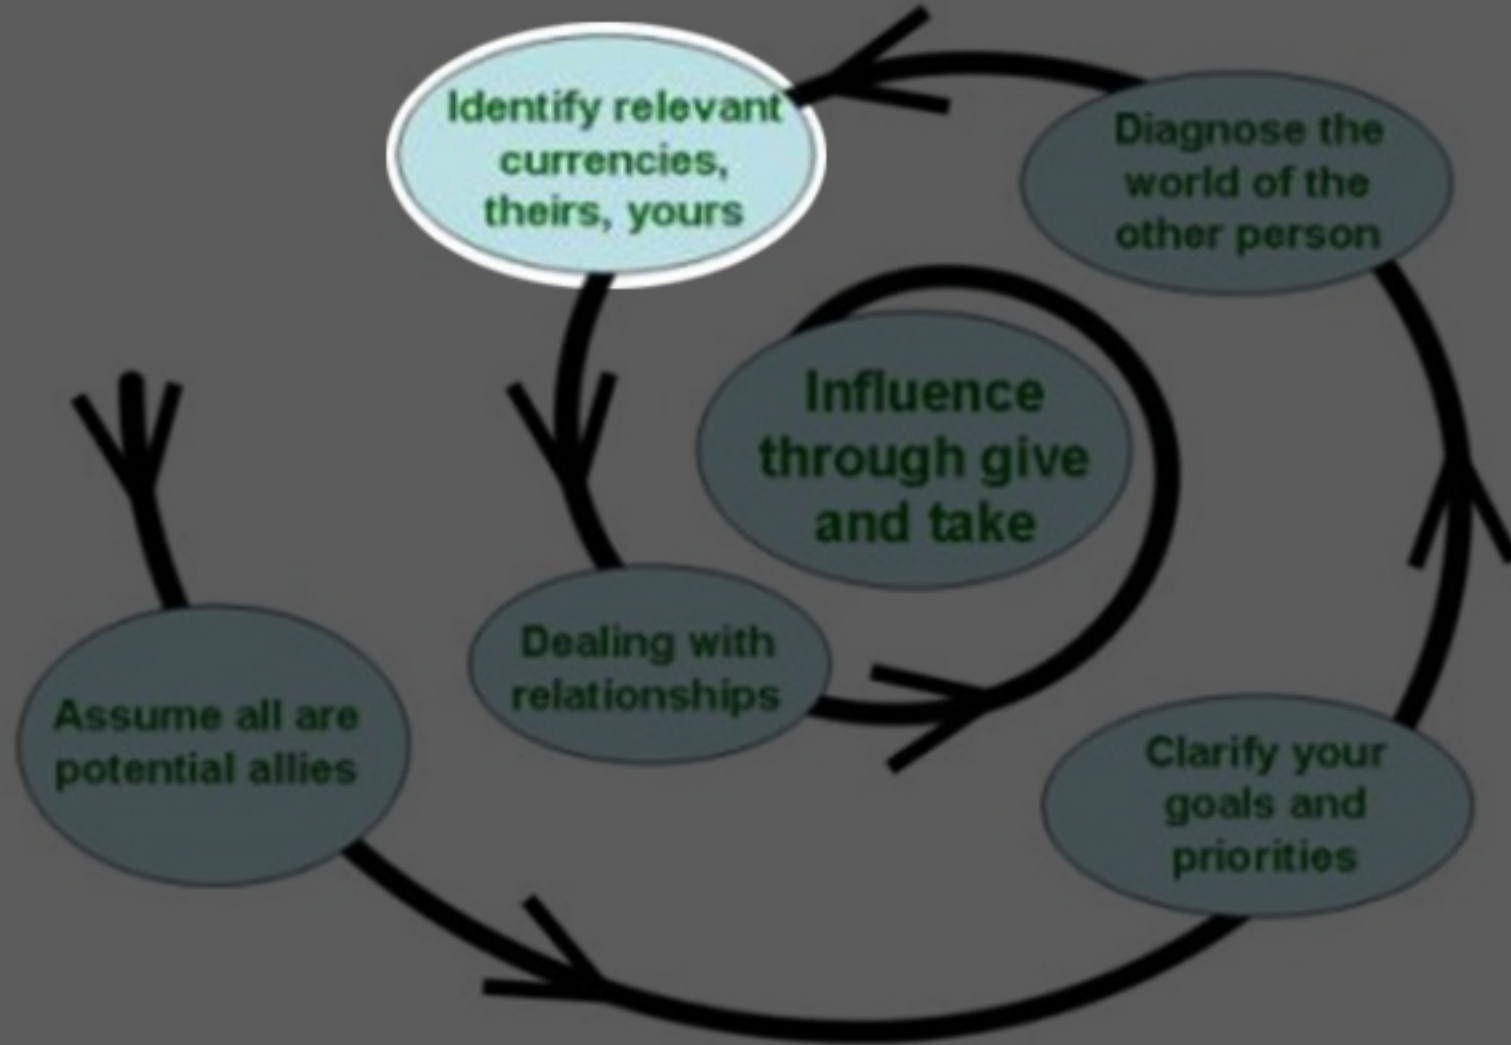 Identify relevant
currencies,
theirs, yours
Diagnose the
world of the
other person
Influence
through give
and take
Dealing with
relationships
Assume all are
potential allies
Clarify your
goals and
priorities